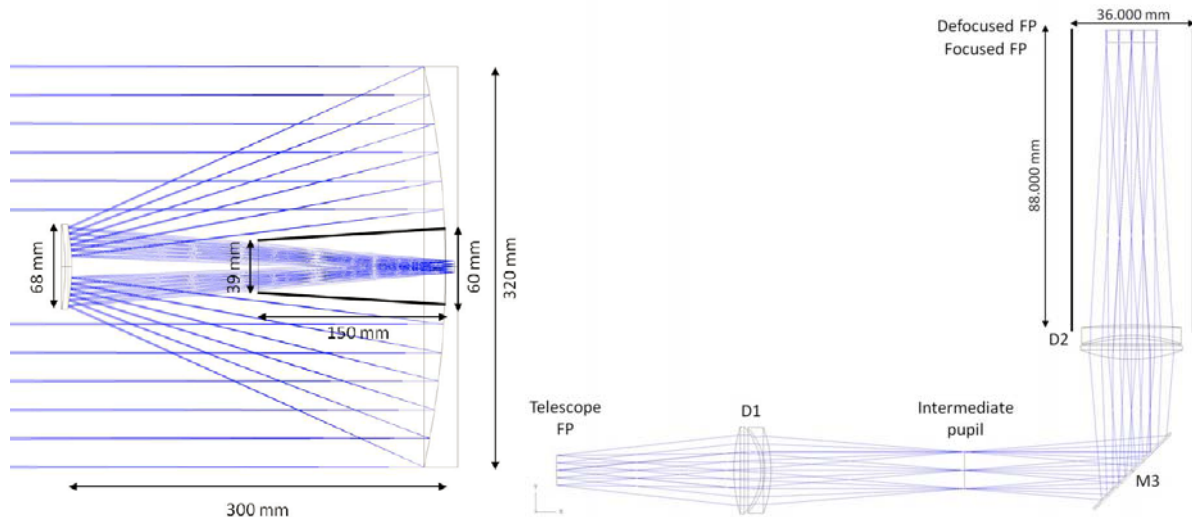 68 mm
39 mm
60 mm
320 mm
150 mm
300 mm
36.000 mm
Defocused FP
Focused FP
88.000 mm
D2
Telescope
FP
D1
Intermediate
pupil
M3